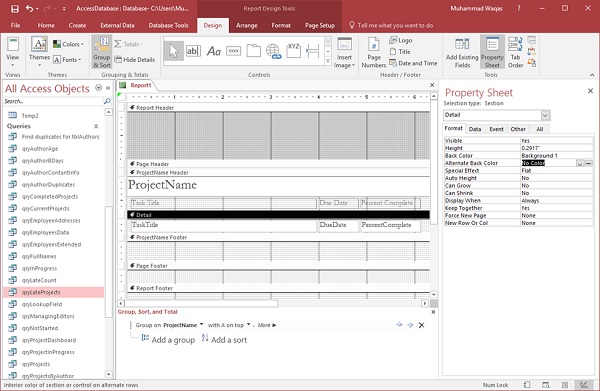 AccessDatabase : Database- C:\Users\Mu...
Report Design Tools
Muhammad Waqas
File
Home
Create
External Data
Database Tools
Design
Arrange
Format
Page Setup
Tell me what you want to do
View
Views
Themes
Colors
Fonts
Themes
Group & Sort
Totals
Hide Details
Grouping & Totals
ab|
Aa
Controls
Insert Image
Page Numbers
Logo
Title
Date and Time
Header / Footer
Add Existing Fields
Property Sheet
Tab Order
Tools
All Access Objects
Search...
Temp2
Queries
Find duplicates for tblAuthors
qryAuthorAge
qryAuthorBDays
qryAuthorContantInfo
qryAuthorDuplicates
qryCompletedProjects
qryCurrentProjects
qryEmployeeAddresses
qryEmployeesData
qryEmployeesExtended
qryFullNames
qryInProgress
qryLateCount
qryLateProjects
qryLookupField
qryManagingEditors
qryNotStarted
qryProjectDashboard
qryProjectInProgress
qryProjects
qryProjectsByAuthor
Report1
1 2 3 4 5 6
Report Header
Page Header
ProjectName Header
ProjectName
Task Title Due Date Percent Complete
Detail
TaskTitle DueDate PercentComplete
ProjectName Footer
Page Footer
Report Footer
Group, Sort, and Total
Group on ProjectName with A on top , More
Add a group Add a sort
Property Sheet
Selection type: Section
Detail
Format Data Event Other All
Visible Yes
Height 0.2917"
Back Color Background 1
Alternate Back Color No Color
Special Effect Flat
Auto Height No
Can Grow No
Can Shrink No
Display When Always
Keep Together Yes
Force New Page None
New Row Or Col None
Interior color of section or control on alternate rows
Num Lock